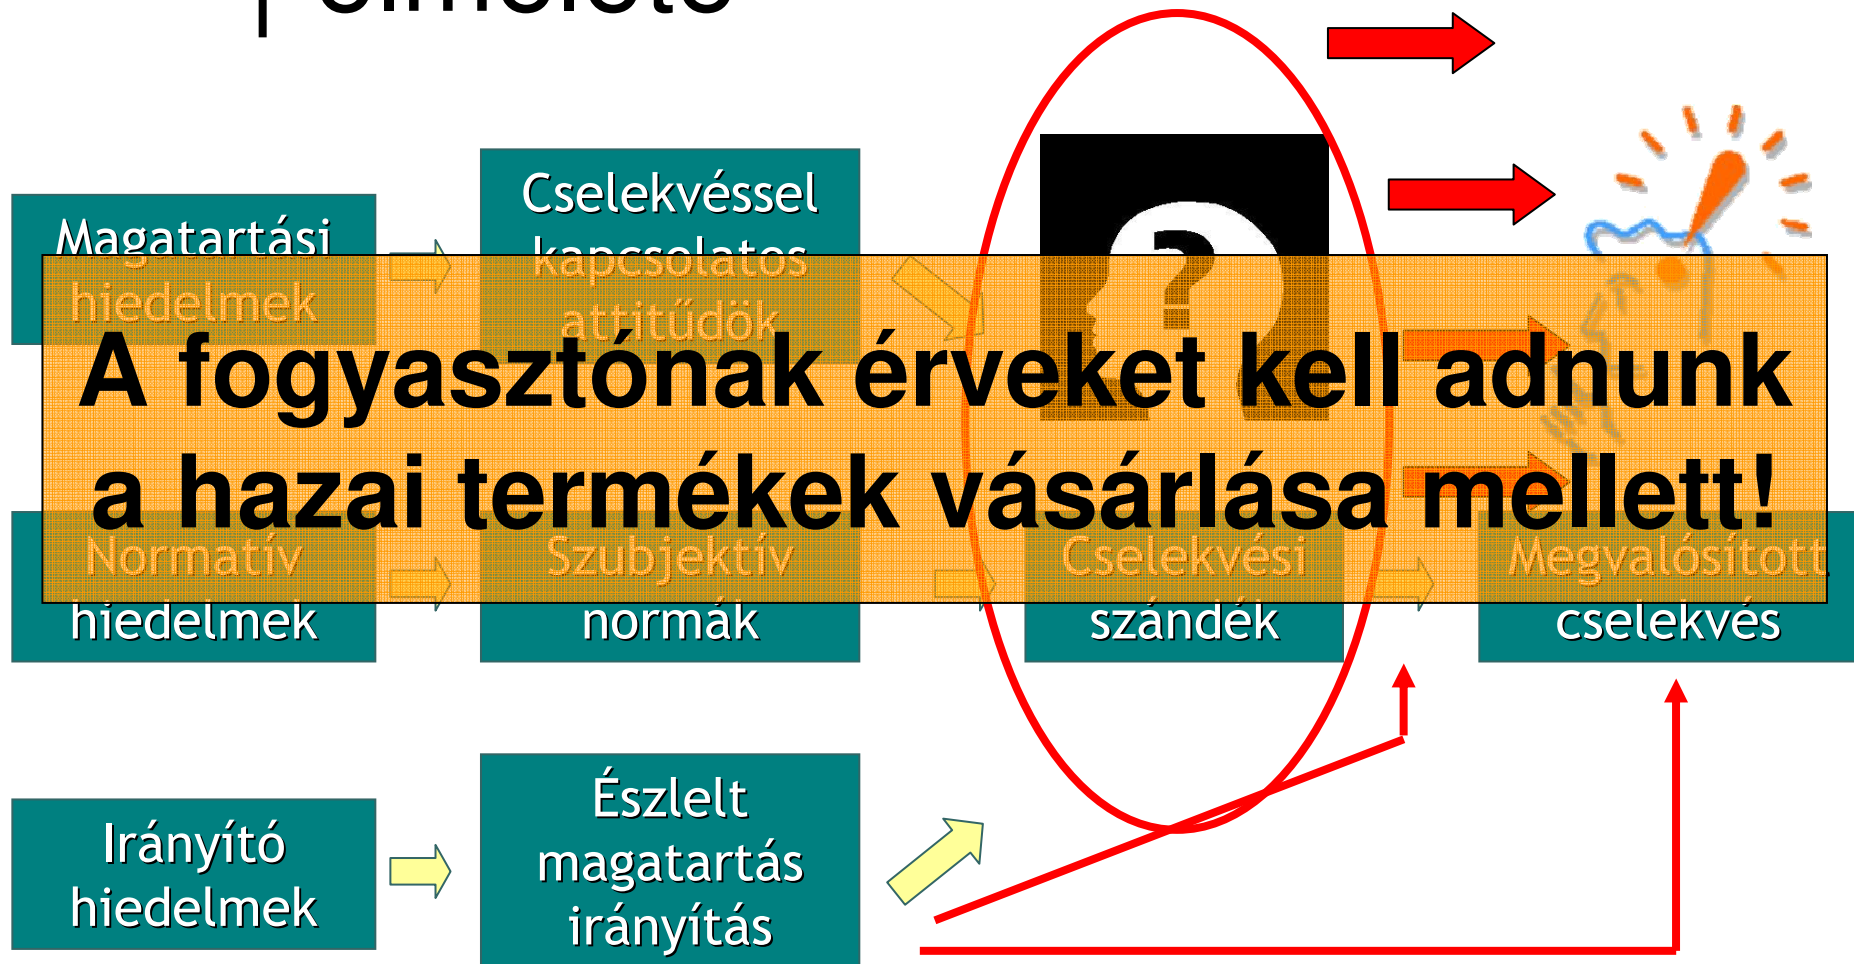 elmélete
Magatartási
hiedelmek
Cselekvéssel
kapcsolatos
attitűdök
?
A fogyasztónak érveket kell adnunk
a hazai termékek vásárlása mellett!
Normatív
hiedelmek
Szubjektív
normák
Cselekvési
szándék
Megvalósított
cselekvés
Irányító
hiedelmek
Észlelt
magatartás
irányítás